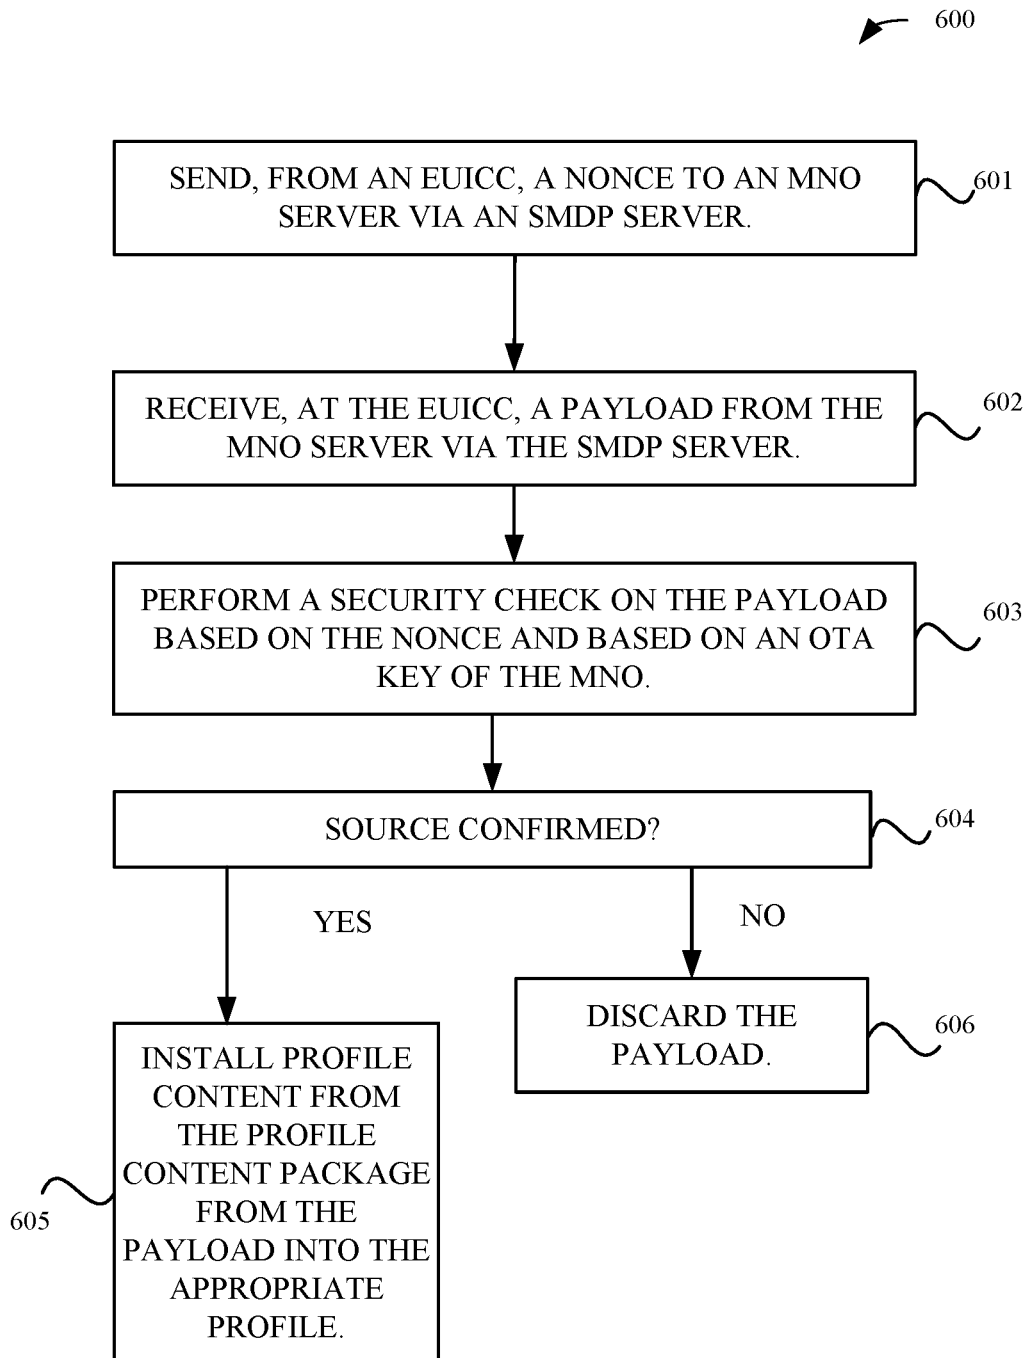 600
SEND, FROM AN EUICC, A NONCE TO AN MNO
SERVER VIA AN SMDP SERVER.
601
RECEIVE, AT THE EUICC, A PAYLOAD FROM THE
MNO SERVER VIA THE SMDP SERVER.
602
PERFORM A SECURITY CHECK ON THE PAYLOAD
BASED ON THE NONCE AND BASED ON AN OTA
KEY OF THE MNO.
603
SOURCE CONFIRMED?
604
YES
NO
DISCARD THE
PAYLOAD.
606
INSTALL PROFILE
CONTENT FROM
THE PROFILE
CONTENT PACKAGE
FROM THE
PAYLOAD INTO THE
APPROPRIATE
PROFILE.
605